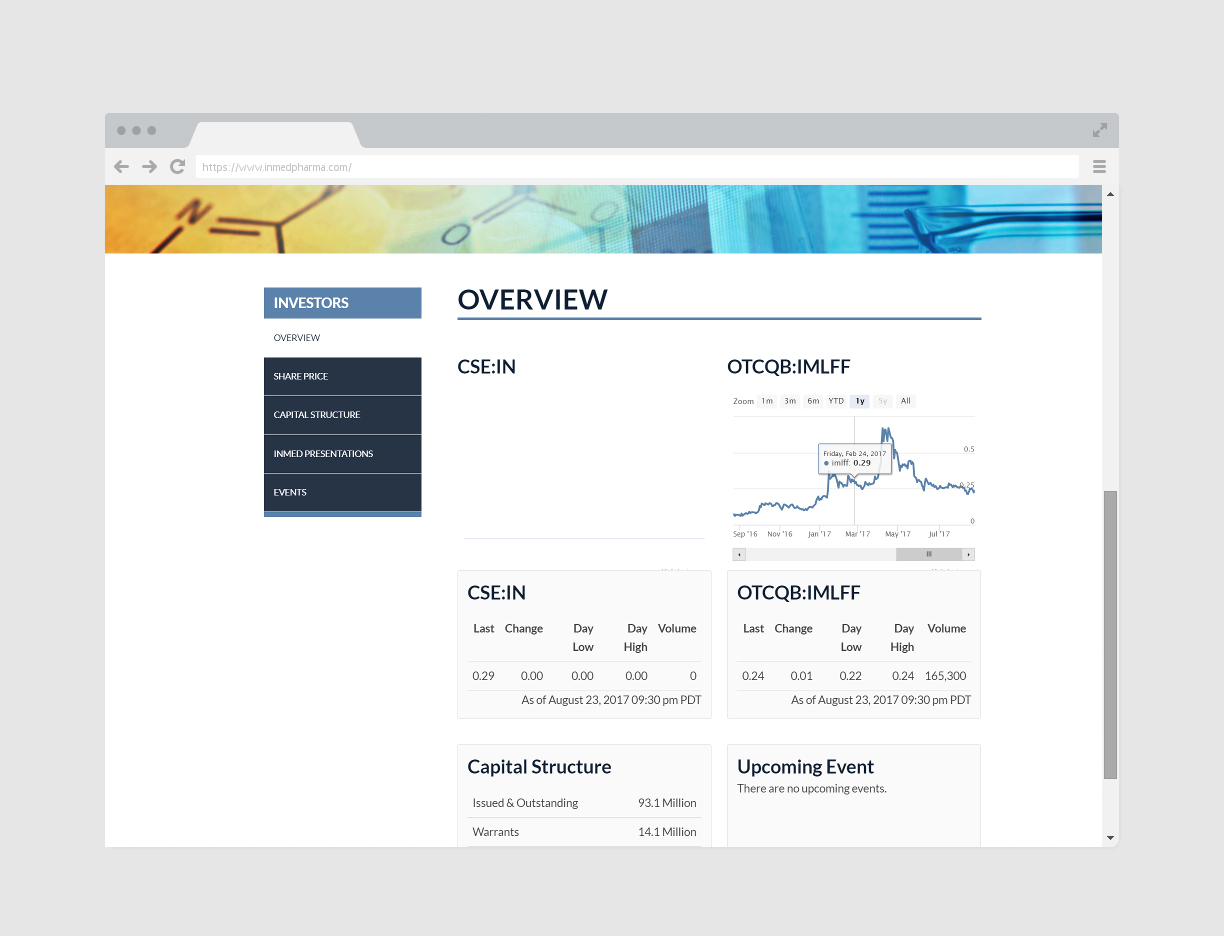 https://www.inmedpharma.com/
N
O
O
INVESTORS
OVERVIEW
SHARE PRICE
CAPITAL STRUCTURE
INMED PRESENTATIONS
EVENTS
OVERVIEW
CSE:IN
OTCQB:IMLFF
Zoom 1m 3m 6m YTD 1y 5y All
Friday, Feb 24, 2017
imlff: 0.29
0.5
0.25
0
Sep '16 Nov '16 Jan '17 Mar '17 May '17 Jul '17
CSE:IN
Last Change Day Low Day High Volume
0.29 0.00 0.00 0.00 0
As of August 23, 2017 09:30 pm PDT
OTCQB:IMLFF
Last Change Day Low Day High Volume
0.24 0.01 0.22 0.24 165,300
As of August 23, 2017 09:30 pm PDT
Capital Structure
Issued & Outstanding 93.1 Million
Warrants 14.1 Million
Upcoming Event
There are no upcoming events.